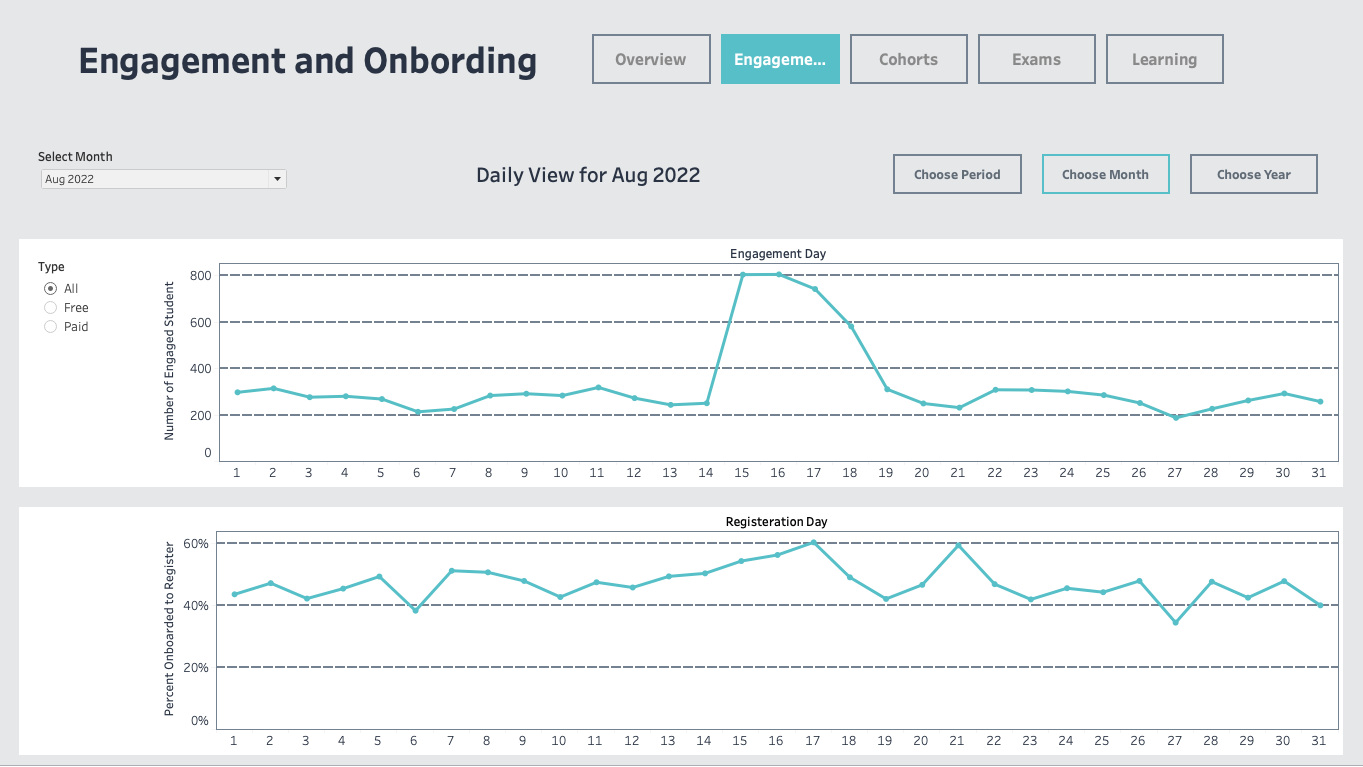 Engagement and Onbording
Overview
Engageme...
Cohorts
Exams
Learning
Select Month
Aug 2022
Daily View for Aug 2022
Choose Period
Choose Month
Choose Year
Type
All
Free
Paid
Engagement Day
Number of Engaged Student
800
600
400
200
0
1 2 3 4 5 6 7 8 9 10 11 12 13 14 15 16 17 18 19 20 21 22 23 24 25 26 27 28 29 30 31
Registeration Day
Percent Onboarded to Register
60%
40%
20%
0%
1 2 3 4 5 6 7 8 9 10 11 12 13 14 15 16 17 18 19 20 21 22 23 24 25 26 27 28 29 30 31